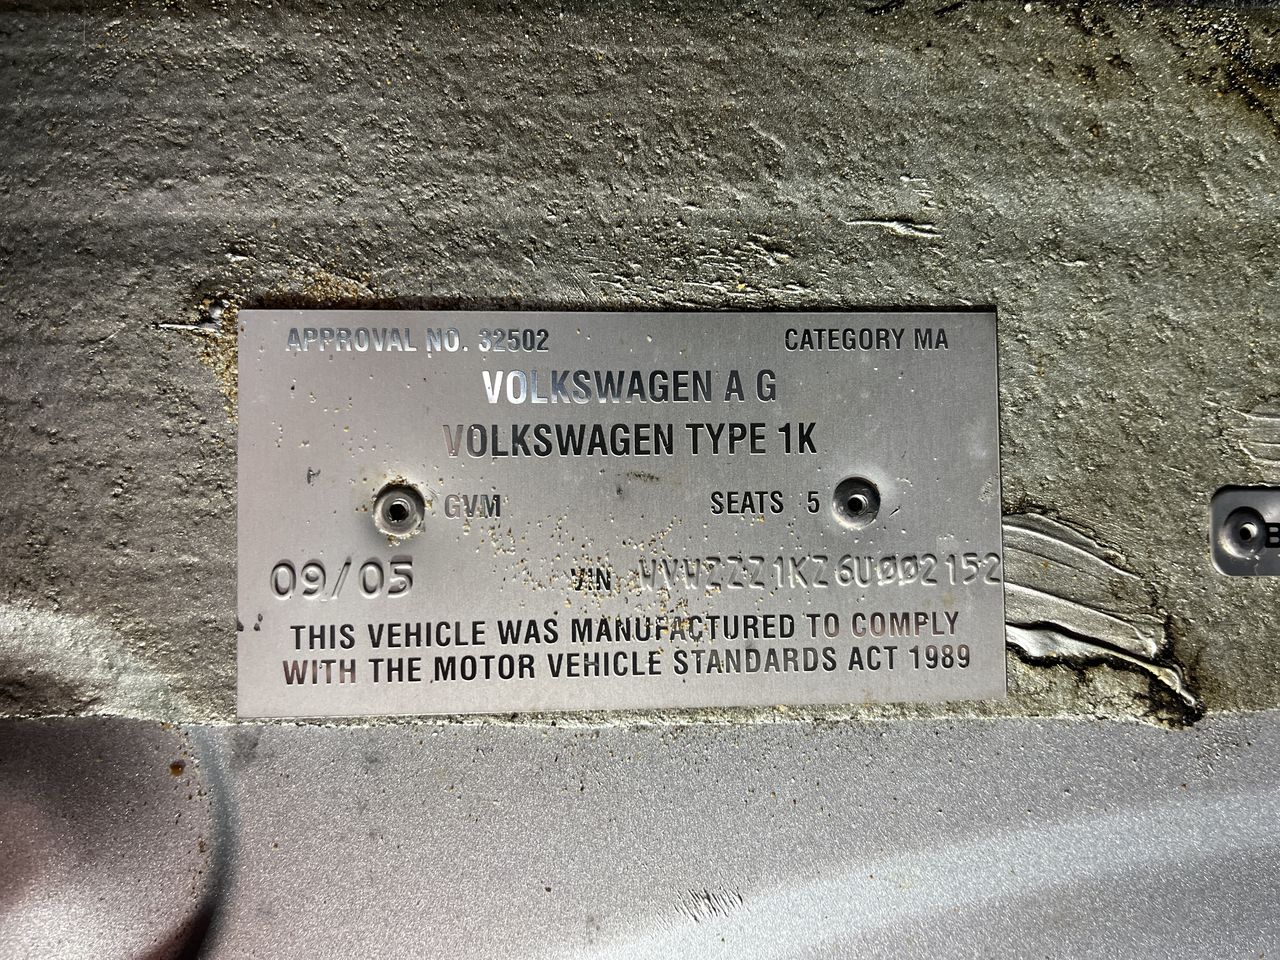 APPROVAL NO. 32502 CATEGORY MA
VOLKSWAGEN A G
VOLKSWAGEN TYPE 1K
GVM SEATS 5
09/05 VIN WVWZZZ1KZ6U002152
THIS VEHICLE WAS MANUFACTURED TO COMPLY
WITH THE MOTOR VEHICLE STANDARDS ACT 1989